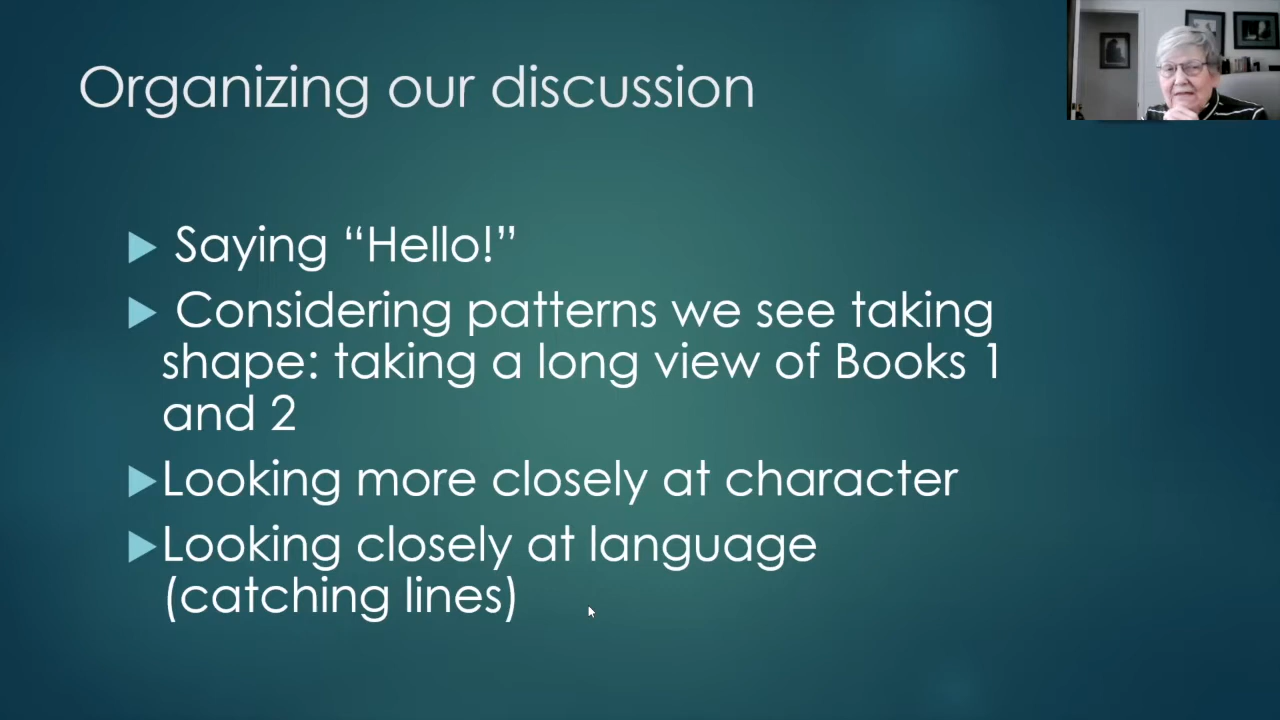 Organizing our discussion
Saying “Hello!”
Considering patterns we see taking
shape: taking a long view of Books 1
and 2
Looking more closely at character
Looking closely at language
(catching lines)